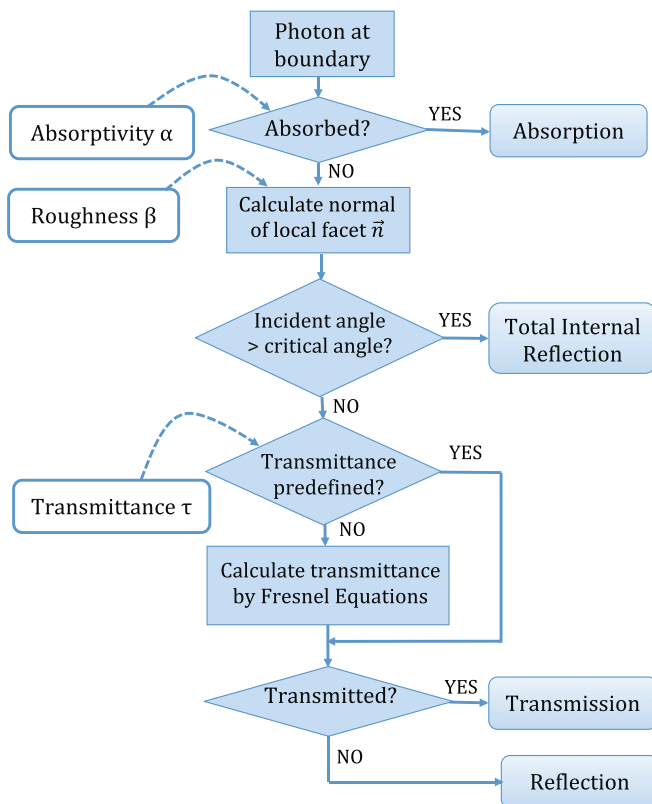 Photon at
boundary
Absorptivity α
Absorbed?
YES
Absorption
NO
Roughness β
Calculate normal
of local facet n⃗
Incident angle
> critical angle?
YES
Total Internal
Reflection
NO
Transmittance
predefined?
YES
Transmittance τ
NO
Calculate transmittance
by Fresnel Equations
Transmitted?
YES
Transmission
NO
Reflection